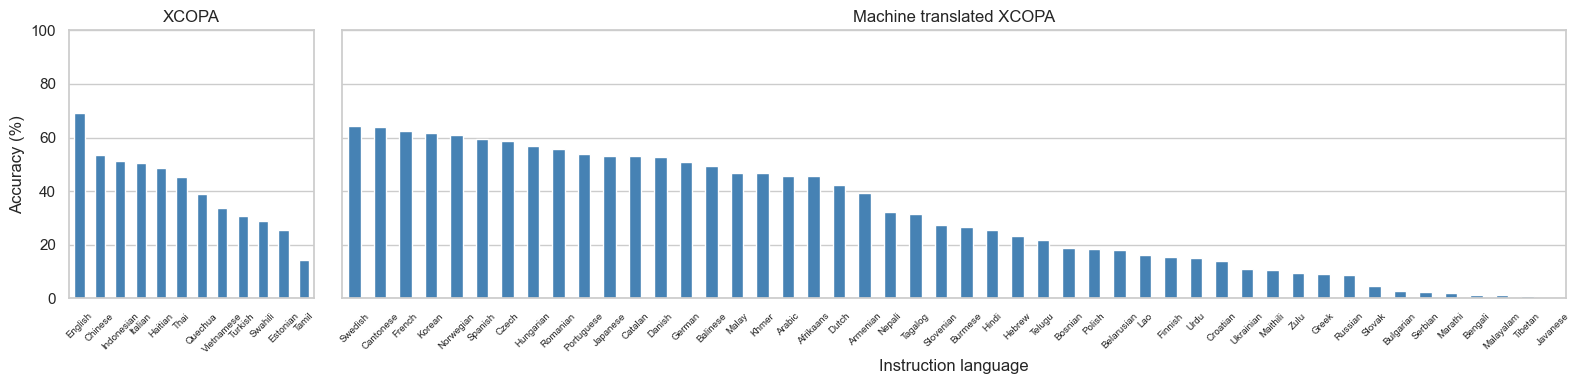 XCOPA
Machine translated XCOPA
Accuracy (%)
100
80
60
40
20
0
English
Chinese
Indonesian
Italian
Haitian
Thai
Quechua
Vietnamese
Turkish
Swahili
Estonian
Tamil
Swedish
Cantonese
French
Korean
Norwegian
Spanish
Czech
Hungarian
Romanian
Portuguese
Japanese
Catalan
Danish
German
Balinese
Malay
Khmer
Arabic
Afrikaans
Dutch
Armenian
Nepali
Tagalog
Slovenian
Burmese
Hindi
Hebrew
Telugu
Bosnian
Polish
Belarusian
Lao
Finnish
Urdu
Croatian
Ukrainian
Maithili
Zulu
Greek
Russian
Slovak
Bulgarian
Serbian
Marathi
Bengali
Malayalam
Tibetan
Javanese
Instruction language